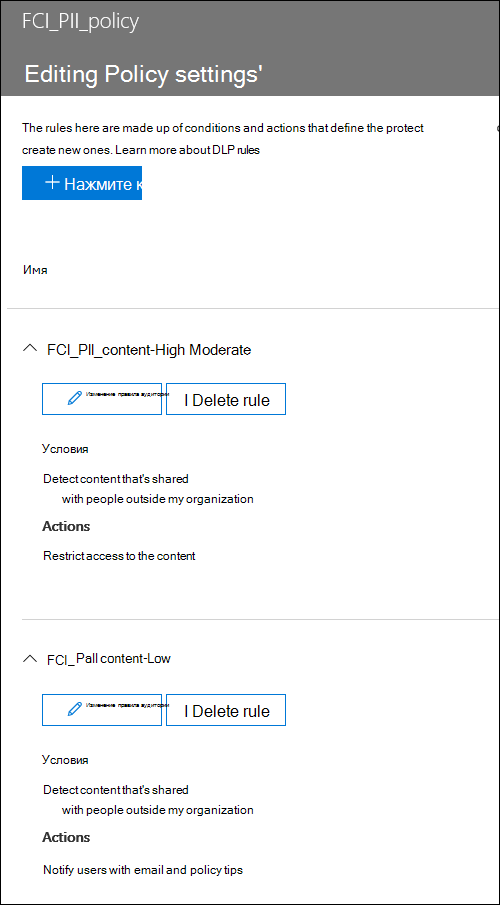 FCI_PII_policy
Editing Policy settings'
The rules here are made up of conditions and actions that define the protect
create new ones. Learn more about DLP rules
Нажмите к
Имя
FCI_PII_content-High Moderate
Изменение правила аудитории
I Delete rule
Условия
Detect content that's shared
with people outside my organization
Actions
Restrict access to the content
FCI_Pall content-Low
Изменение правила аудитории
I Delete rule
Условия
Detect content that's shared
with people outside my organization
Actions
Notify users with email and policy tips